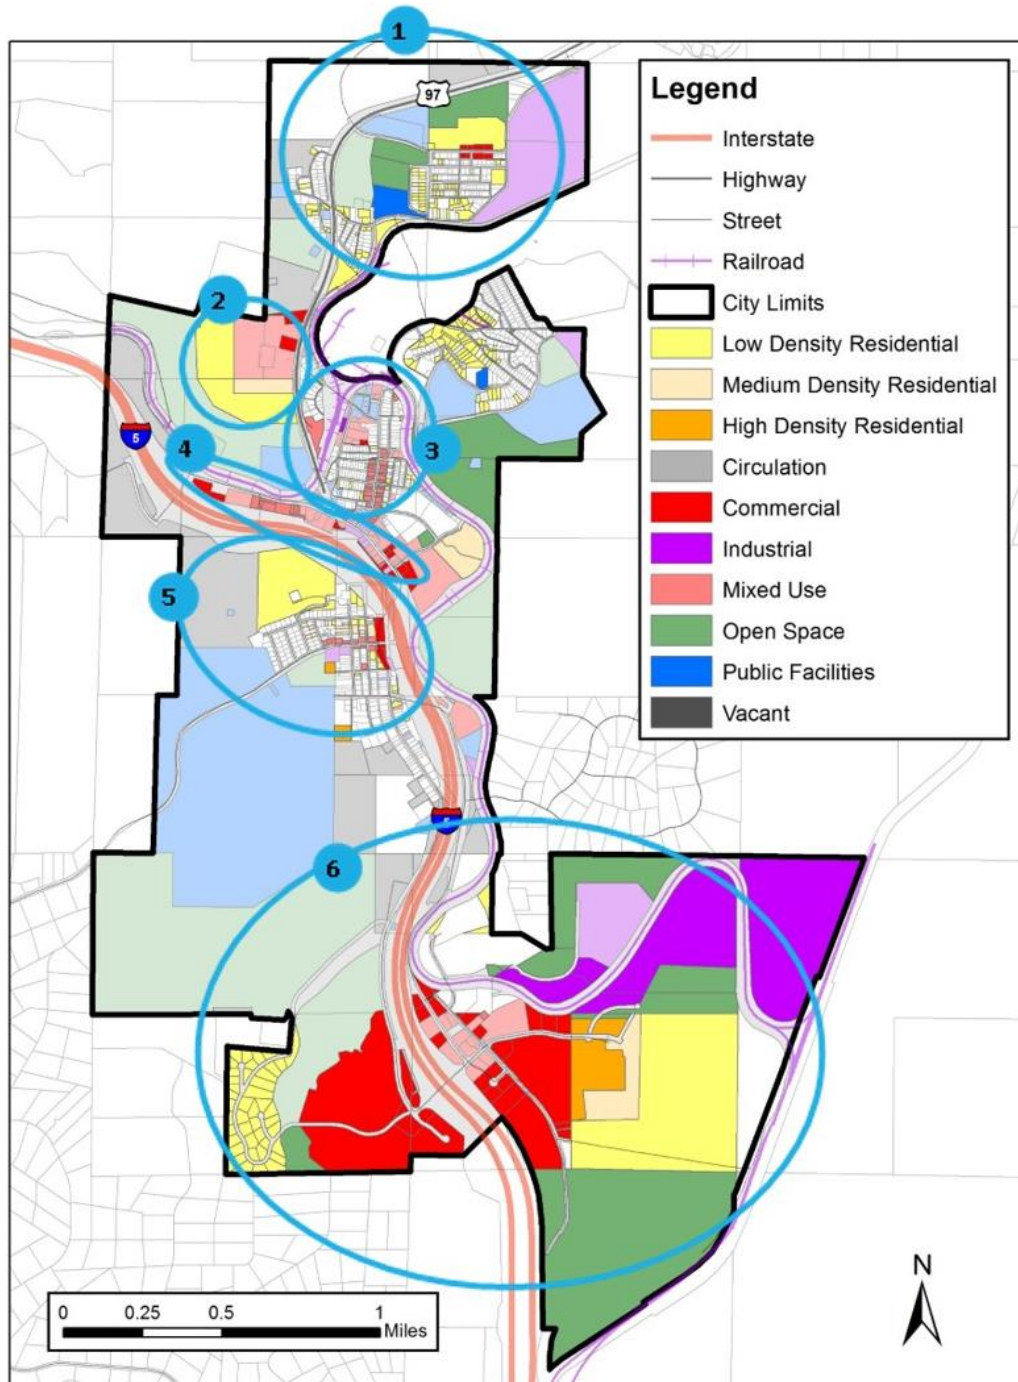 1
97
2
5
4
3
5
6
Legend
Interstate
Highway
Street
Railroad
City Limits
Low Density Residential
Medium Density Residential
High Density Residential
Circulation
Commercial
Industrial
Mixed Use
Open Space
Public Facilities
Vacant
N
0 0.25 0.5 1
Miles